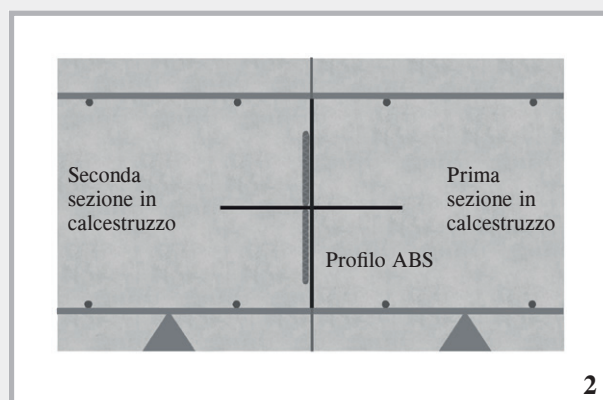 Seconda
sezione in
calcestruzzo
Prima
sezione in
calcestruzzo
Profilo ABS
2